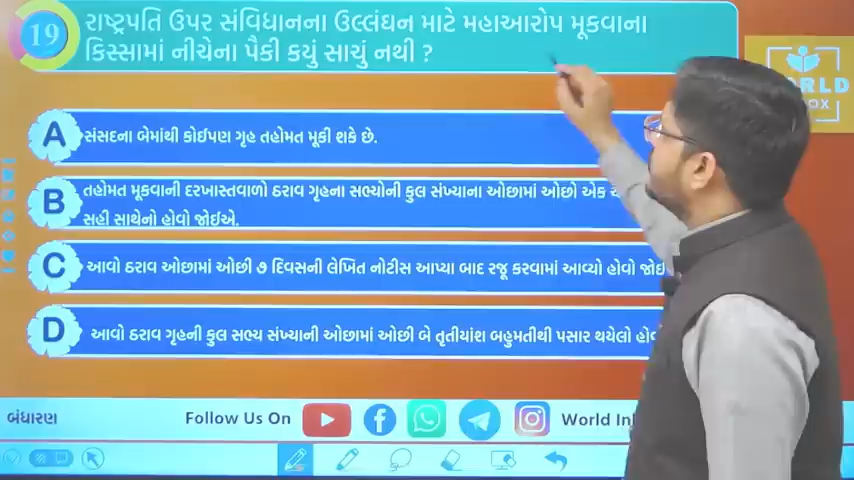 19
રાષ્ટ્રપતિ ઉપર સંવિધાનના ઉલ્લંઘન માટે મહાઆરોપ મૂકવાના
કિસ્સામાં નીચેના પૈકી કયું સાચું નથી ?
A સંસદના બેમાંથી કોઈપણ ગૃહ તહોમત મૂકી શકે છે.
B તહોમત મૂકવાની દરખાસ્તવાળો ઠરાવ ગૃહના સભ્યોની કુલ સંખ્યાના ઓછામાં ઓછો એક
સહી સાથેનો હોવો જોઈએ.
C આવો ઠરાવ ઓછામાં ઓછી ૭ દિવસની લેખિત નોટીસ આપ્યા બાદ રજૂ કરવામાં આવ્યો હોવો
D આવો ઠરાવ ગૃહની કુલ સભ્ય સંખ્યાની ઓછામાં ઓછી બે તૃતીયાંશ બહુમતીથી પસાર થયેલો
બંધારણ Follow Us On World
WORLD